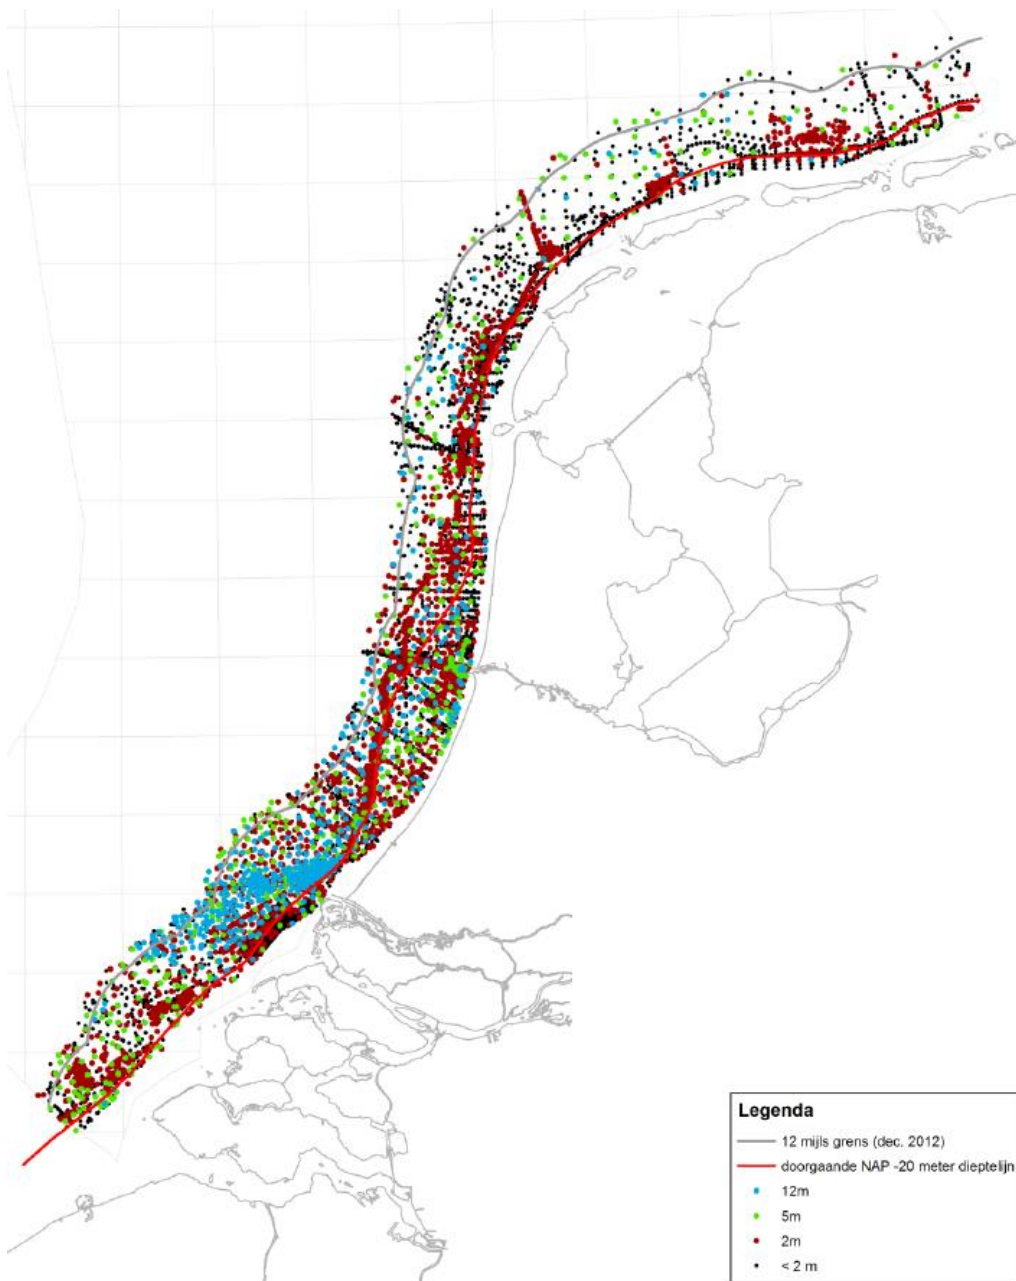 Legenda
12 mijls grens (dec. 2012)
doorgaande NAP -20 meter dieptelijn
12m
5m
2m
< 2 m